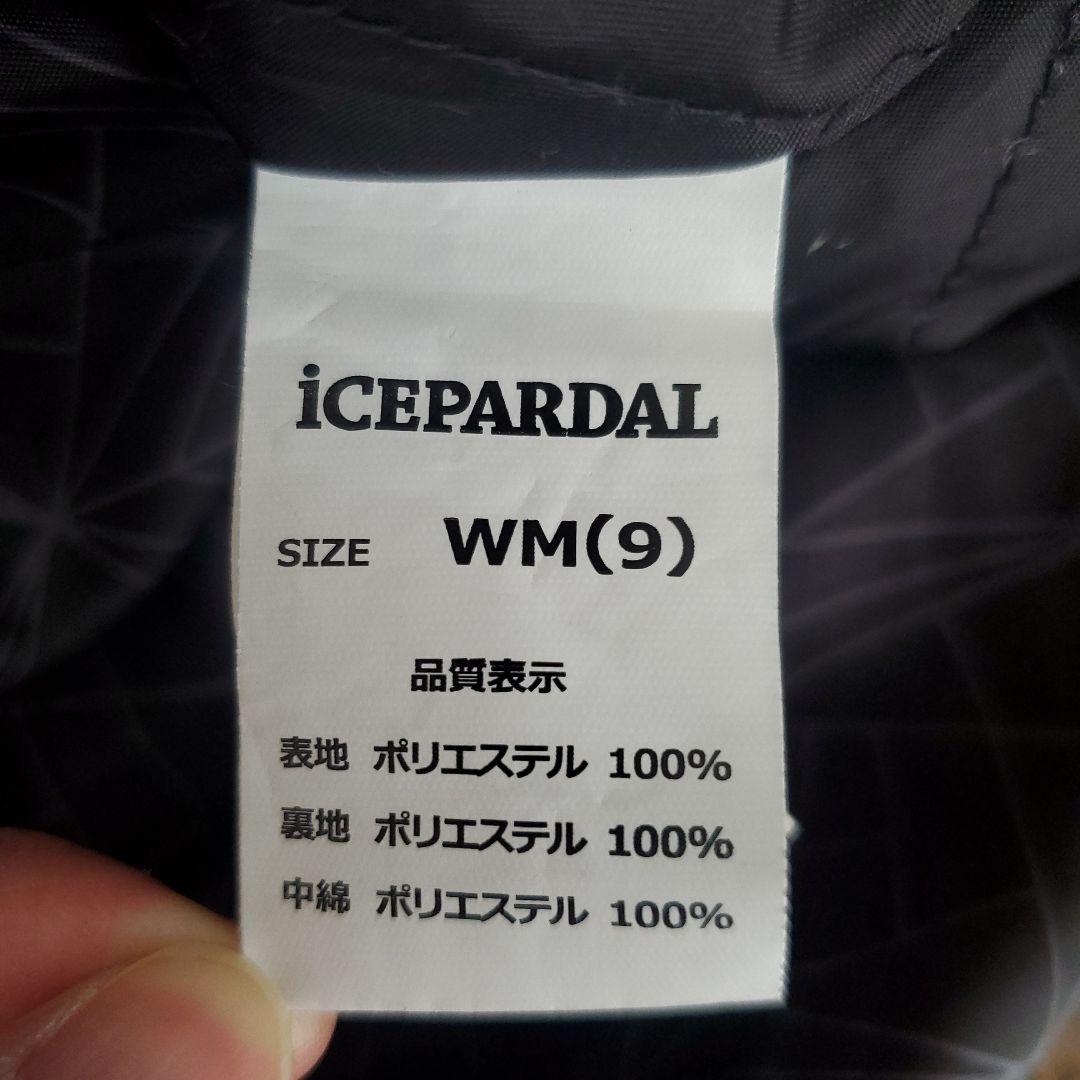 iCEPARDAL
SIZE WM(9)
品質表示
表地 ポリエステル 100%
裏地 ポリエステル 100%
中綿 ポリエステル 100%